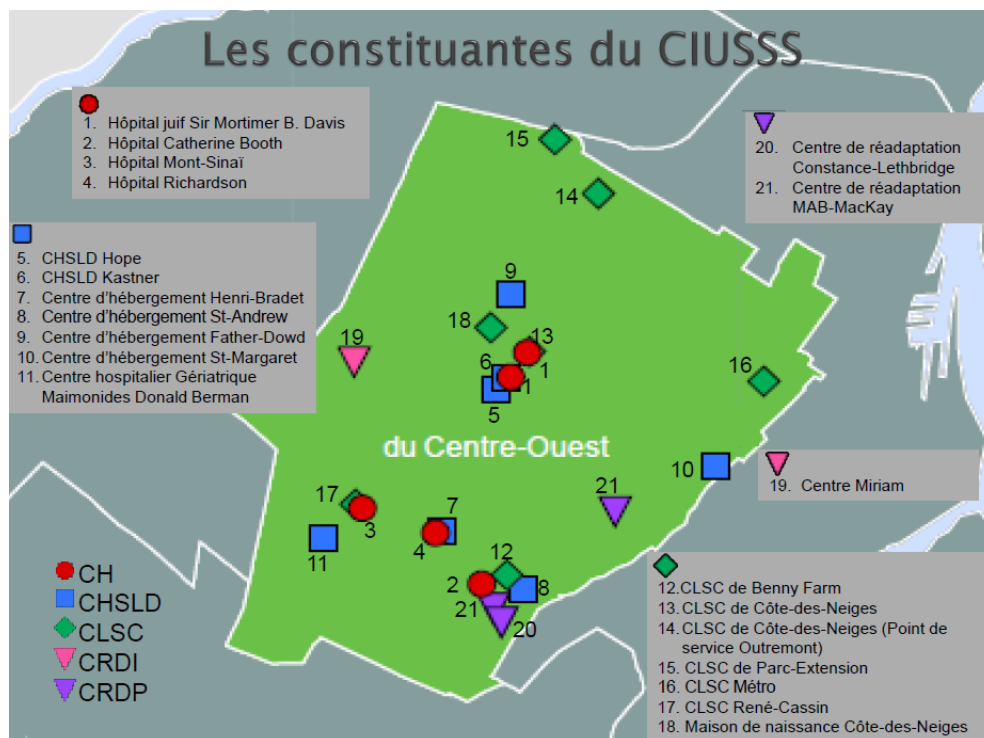 Les constituantes du CIUSSS
1. Hôpital juif Sir Mortimer B. Davis
2. Hôpital Catherine Booth
3. Hôpital Mont-Sinaï
4. Hôpital Richardson
20. Centre de réadaptation
Constance-Lethbridge
21. Centre de réadaptation
MAB-MacKay
5. CHSLD Hope
6. CHSLD Kastner
7. Centre d'hébergement Henri-Bradet
8. Centre d'hébergement St-Andrew
9. Centre d'hébergement Father-Dowd
10. Centre d'hébergement St-Margaret
11. Centre hospitalier Gériatrique
Maimonides Donald Berman
15
14
9
18
13
19
6
1
1
16
5
du Centre-Ouest
10
21
19. Centre Miriam
17
3
7
4
11
12
2
8
21
20
CH
CHSLD
CLSC
CRDI
CRDP
12. CLSC de Benny Farm
13. CLSC de Côte-des-Neiges
14. CLSC de Côte-des-Neiges (Point de
service Outremont)
15. CLSC de Parc-Extension
16. CLSC Métro
17. CLSC René-Cassin
18. Maison de naissance Côte-des-Neiges